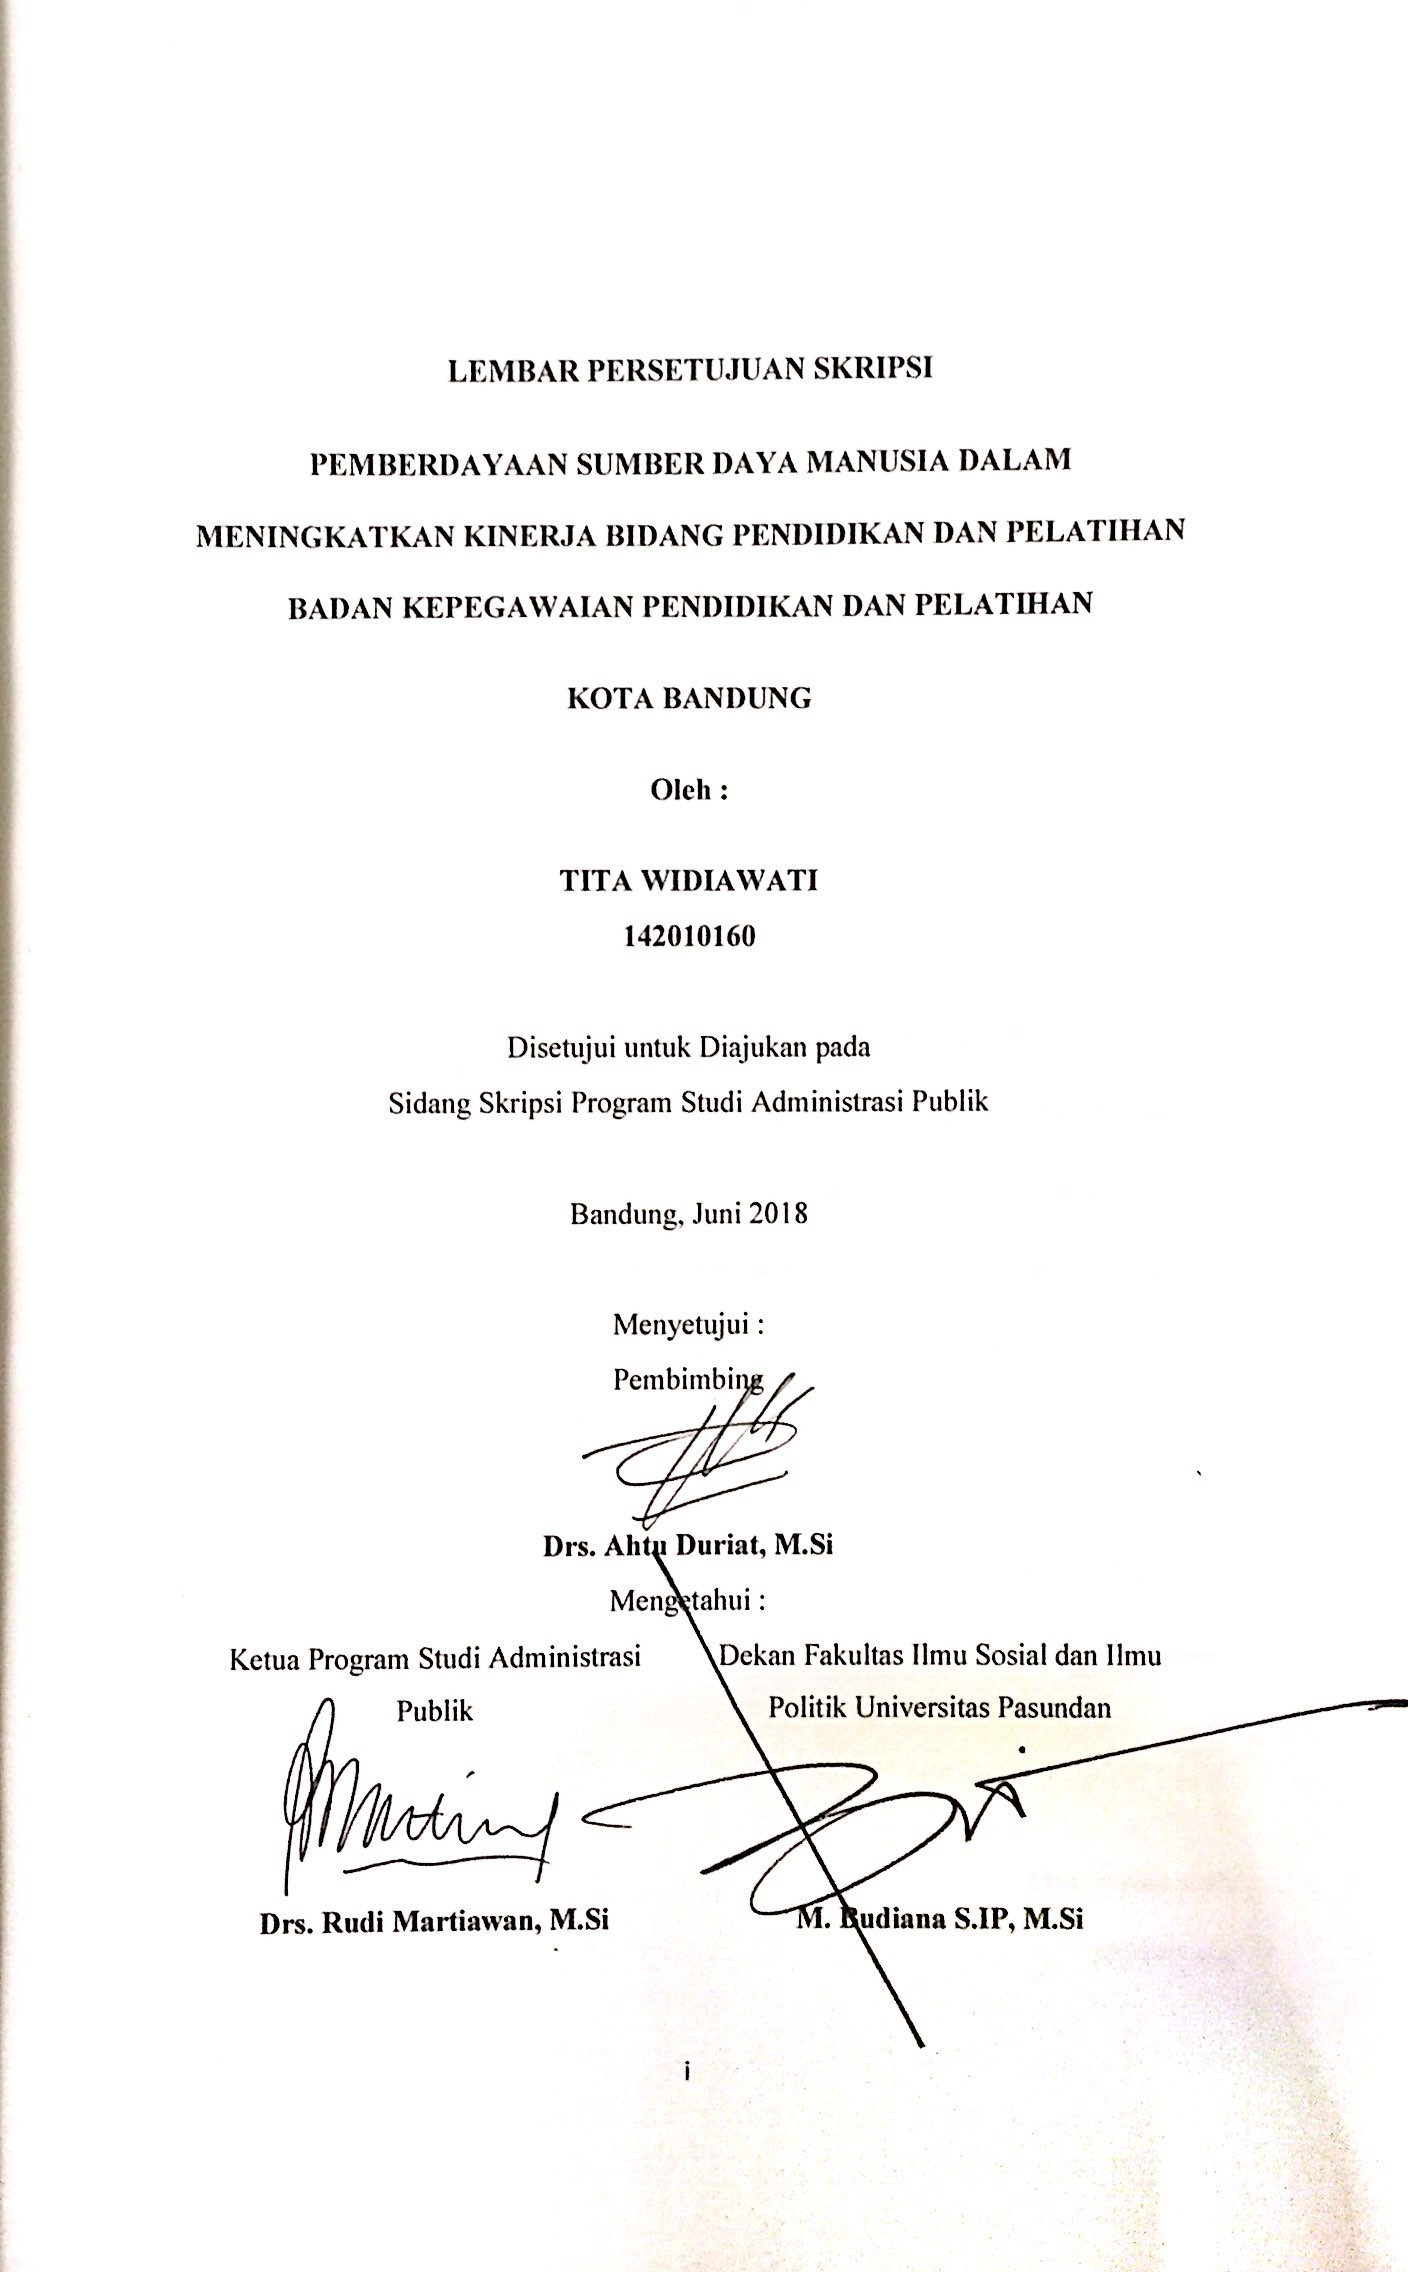 LEMBAR PERSETUJUAN SKRIPSI
PEMBERDAYAAN SUMBER DAYA MANUSIA DALAM
MENINGKATKAN KINERJA BIDANG PENDIDIKAN DAN PELATIHAN
BADAN KEPEGAWAIAN PENDIDIKAN DAN PELATIHAN
KOTA BANDUNG
Oleh :
TITA WIDIAWATI
142010160
Disetujui untuk Diajukan pada
Sidang Skripsi Program Studi Administrasi Publik
Bandung, Juni 2018
Menyetujui :
Pembimbing
Drs. Ahtu Duriat, M.Si
Mengetahui :
Ketua Program Studi Administrasi
Publik
Dekan Fakultas Ilmu Sosial dan Ilmu
Politik Universitas Pasundan
Drs. Rudi Martiawan, M.Si
M. Budiana S.IP, M.Si
i